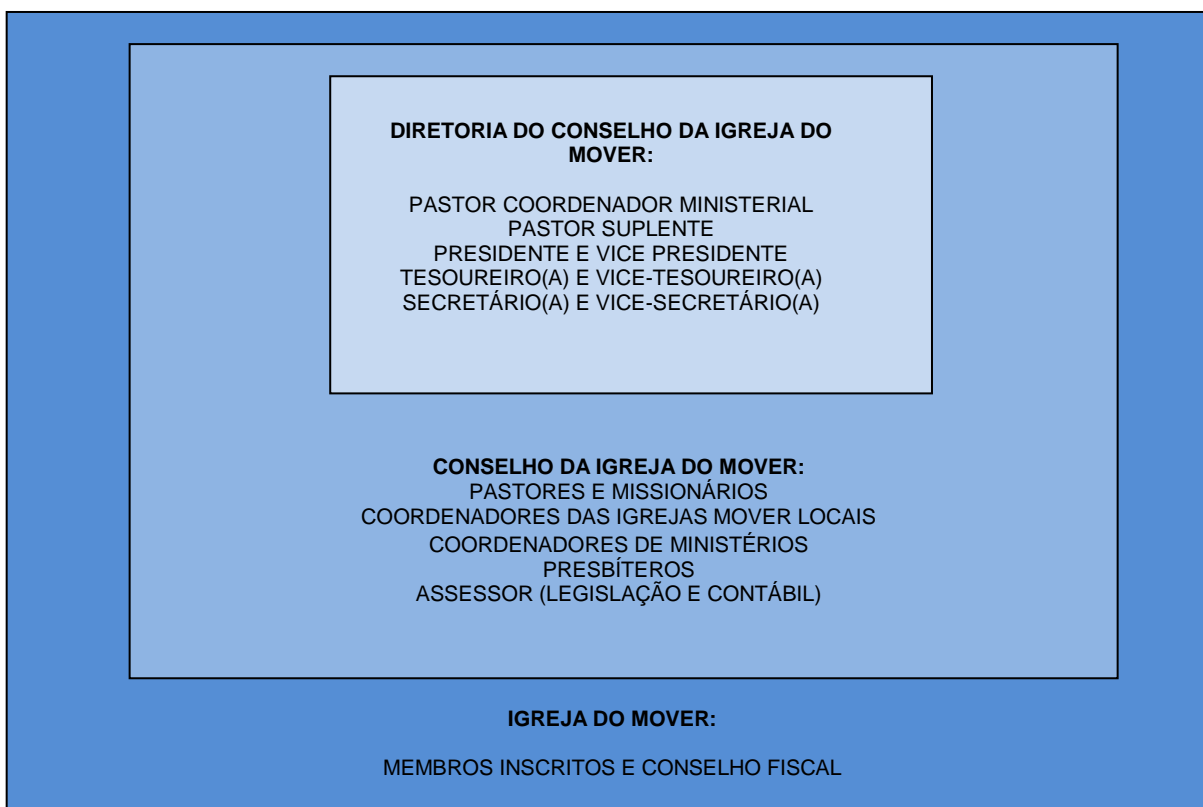 DIRETORIA DO CONSELHO DA IGREJA DO
MOVER:
PASTOR COORDENADOR MINISTERIAL
PASTOR SUPLENTE
PRESIDENTE E VICE PRESIDENTE
TESOUREIRO(A) E VICE-TESOUREIRO(A)
SECRETÁRIO(A) E VICE-SECRETÁRIO(A)
CONSELHO DA IGREJA DO MOVER:
PASTORES E MISSIONÁRIOS
COORDENADORES DAS IGREJAS MOVER LOCAIS
COORDENADORES DE MINISTÉRIOS
PRESBÍTEROS
ASSESSOR (LEGISLAÇÃO E CONTÁBIL)
IGREJA DO MOVER:
MEMBROS INSCRITOS E CONSELHO FISCAL